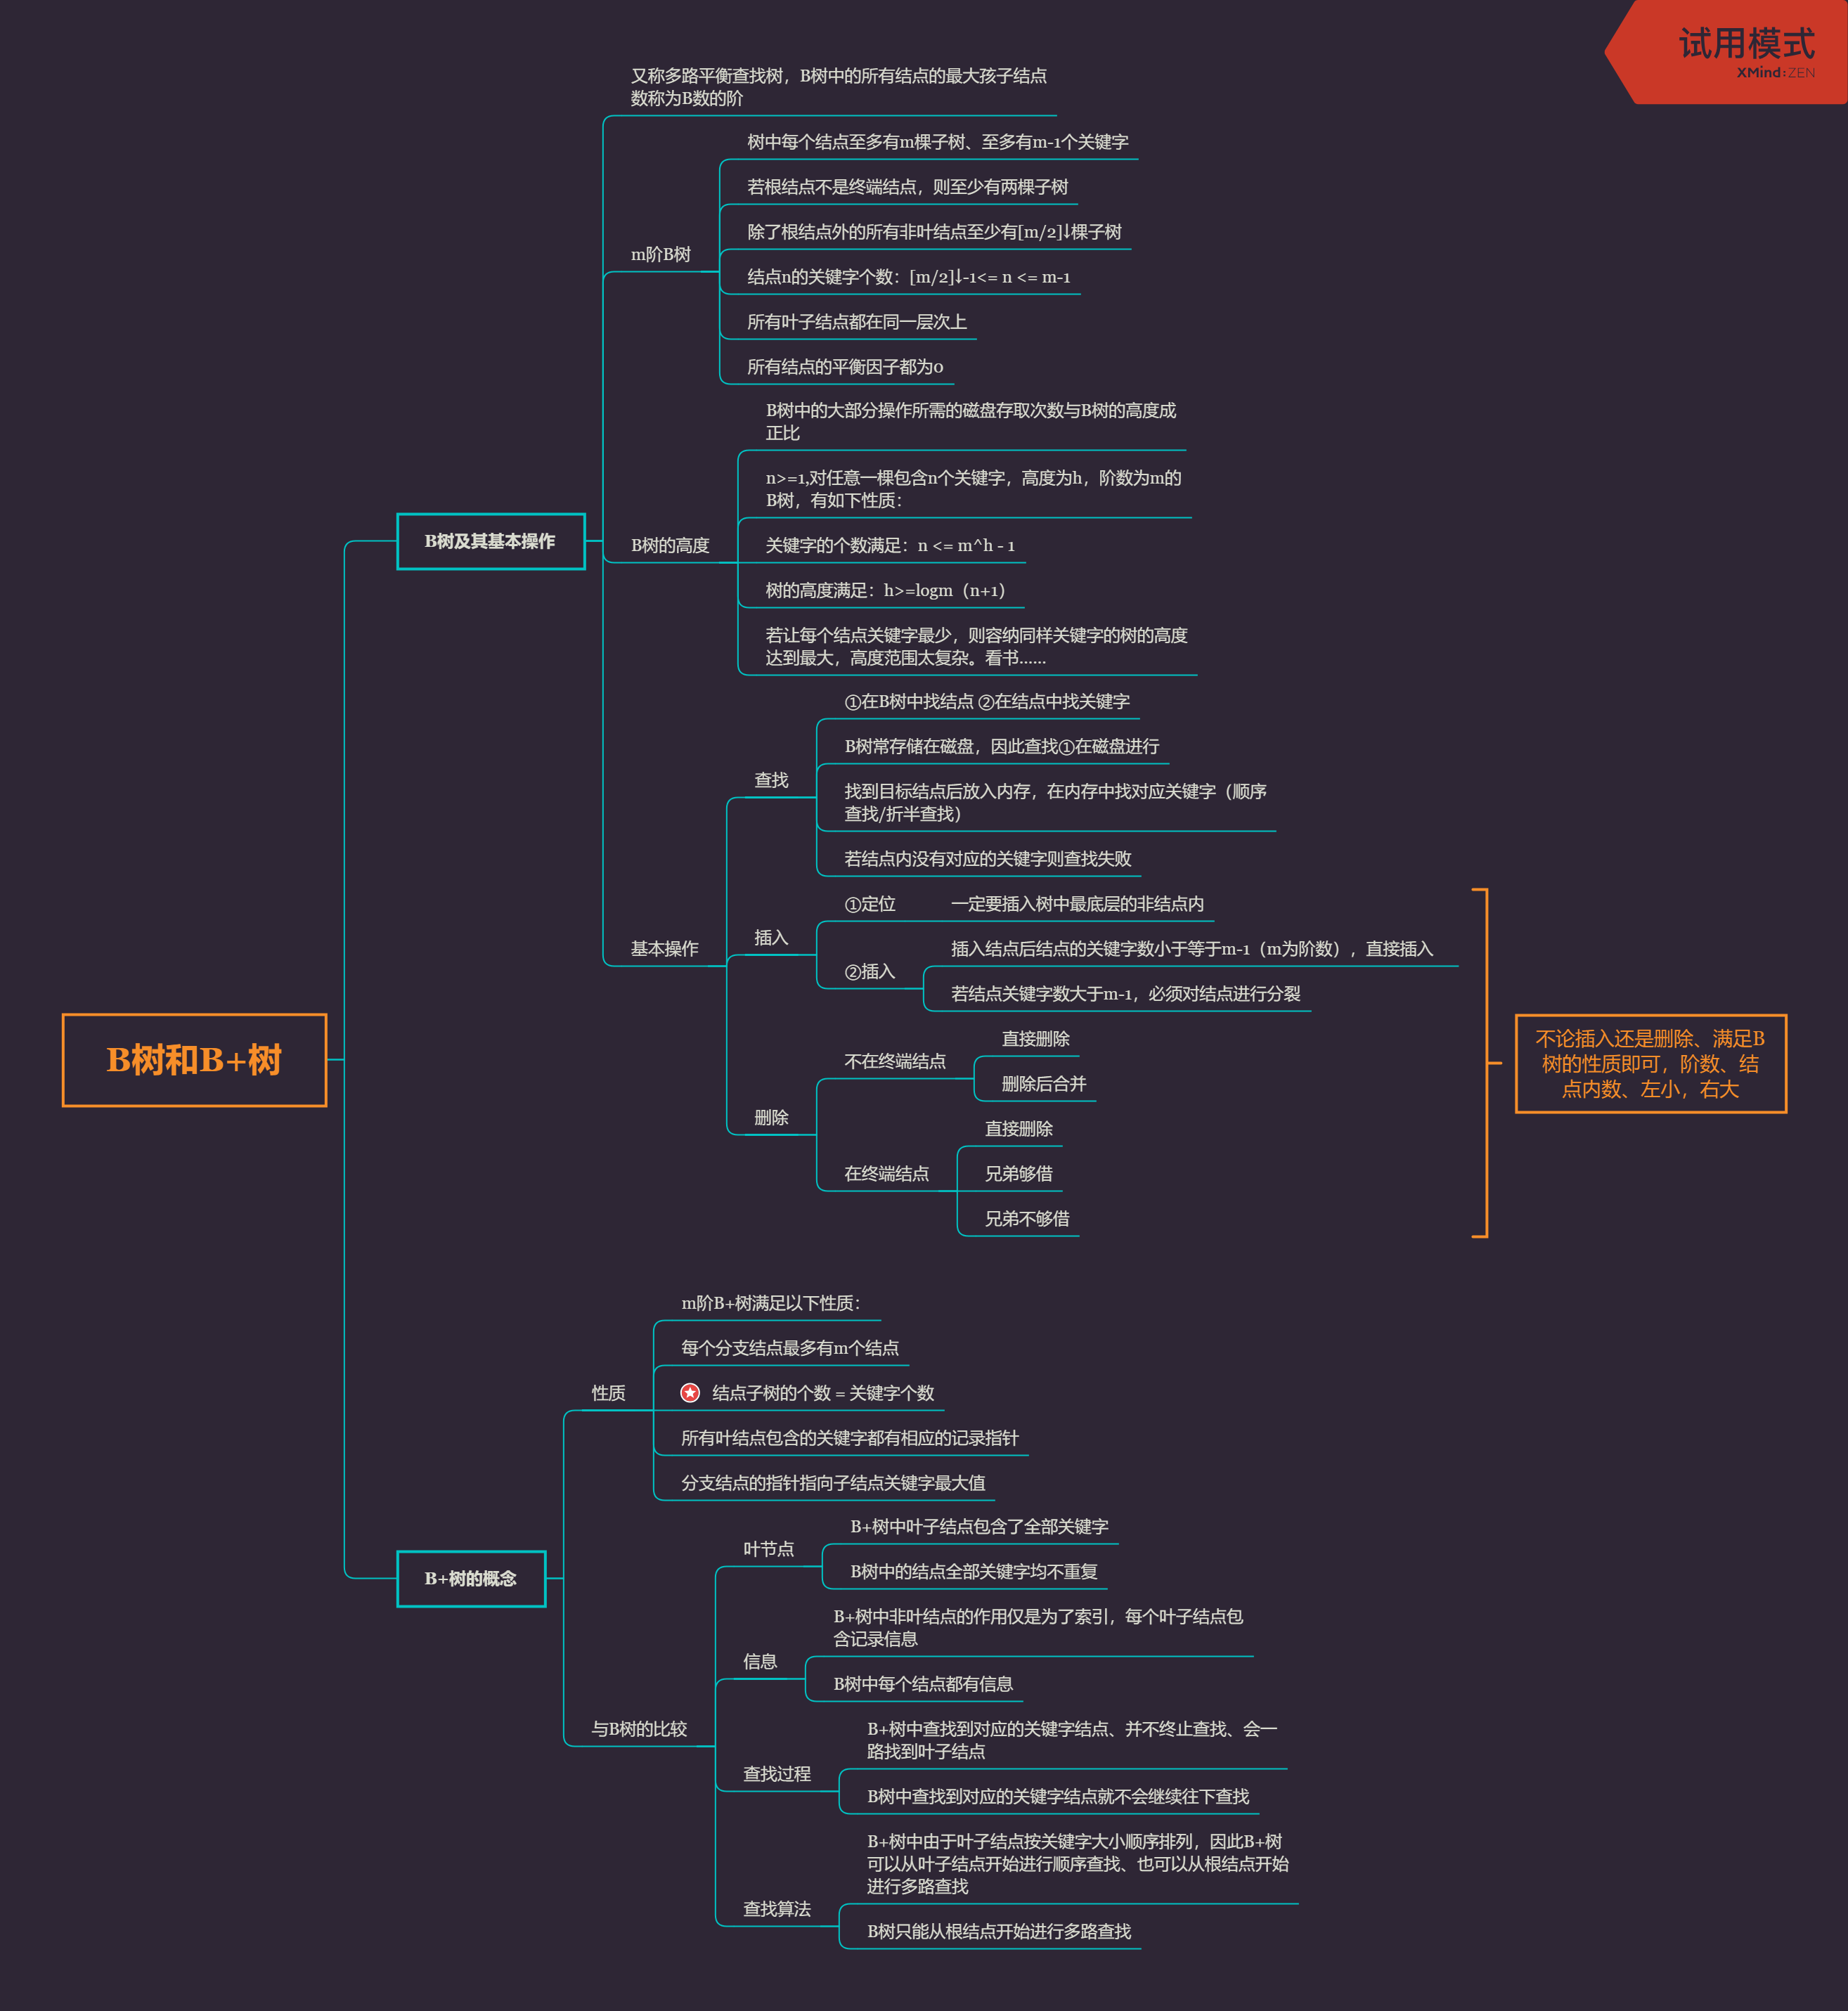 试用模式
XMind:ZEN
又称多路平衡查找树，B树中的所有结点的最大孩子结点
数称为B数的阶
树中每个结点至多有m棵子树、至多有m-1个关键字
若根结点不是终端结点，则至少有两棵子树
除了根结点外的所有非叶结点至少有[m/2]↓棵子树
m阶B树
结点n的关键字个数：[m/2]↓-1<= n <= m-1
所有叶子结点都在同一层次上
所有结点的平衡因子都为0
B树中的大部分操作所需的磁盘存取次数与B树的高度成
正比
n>=1,对任意一棵包含n个关键字，高度为h，阶数为m的
B树，有如下性质：
B树及其基本操作
B树的高度
关键字的个数满足：n <= m^h - 1
树的高度满足：h>=logm（n+1）
若让每个结点关键字最少，则容纳同样关键字的树的高度
达到最大，高度范围太复杂。看书......
①在B树中找结点 ②在结点中找关键字
B树常存储在磁盘，因此查找①在磁盘进行
查找
找到目标结点后放入内存，在内存中找对应关键字（顺序
查找/折半查找）
若结点内没有对应的关键字则查找失败
①定位
一定要插入树中最底层的非结点内
插入
基本操作
插入结点后结点的关键字数小于等于m-1（m为阶数），直接插入
②插入
若结点关键字数大于m-1，必须对结点进行分裂
直接删除
不在终端结点
删除后合并
删除
直接删除
在终端结点
兄弟够借
兄弟不够借
不论插入还是删除、满足B
树的性质即可，阶数、结
点内数、左小，右大
B树和B+树
m阶B+树满足以下性质：
每个分支结点最多有m个结点
性质
结点子树的个数 = 关键字个数
所有叶结点包含的关键字都有相应的记录指针
分支结点的指针指向子结点关键字最大值
B+树的概念
叶节点
B+树中叶子结点包含了全部关键字
B树中的结点全部关键字均不重复
B+树中非叶结点的作用仅是为了索引，每个叶子结点包
含记录信息
信息
B树中每个结点都有信息
与B树的比较
B+树中查找到对应的关键字结点、并不终止查找、会一
路找到叶子结点
查找过程
B树中查找到对应的关键字结点就不会继续往下查找
B+树中由于叶子结点按关键字大小顺序排列，因此B+树
可以从叶子结点开始进行顺序查找、也可以从根结点开始
进行多路查找
查找算法
B树只能从根结点开始进行多路查找